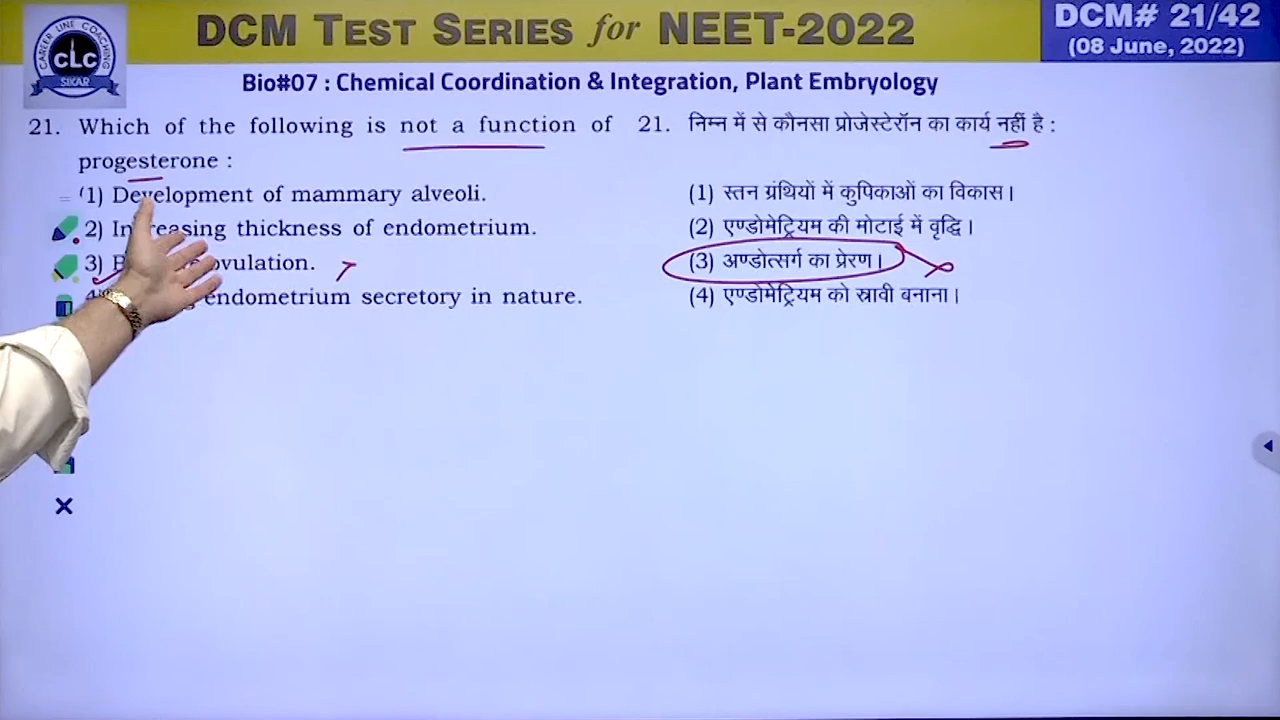 CAREER LINE COACHING
CLC
SIKAR
DCM TEST SERIES for NEET-2022
DCM# 21/42
(08 June, 2022)
Bio#07 : Chemical Coordination & Integration, Plant Embryology
21. Which of the following is not a function of
progesterone :
(1) Development of mammary alveoli.
2) Increasing thickness of endometrium.
3) ovulation.
endometrium secretory in nature.
21. निम्न में से कौनसा प्रोजेस्टेरॉन का कार्य नहीं है :
(1) स्तन ग्रंथियों में कुपिकाओं का विकास।
(2) एण्डोमेट्रियम की मोटाई में वृद्धि।
(3) अण्डोत्सर्ग का प्रेरण।
(4) एण्डोमेट्रियम को स्रावी बनाना।